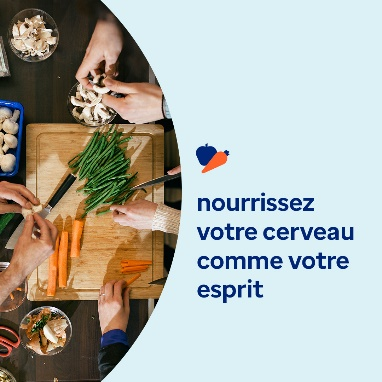 nourrissez
votre cerveau
comme votre
esprit